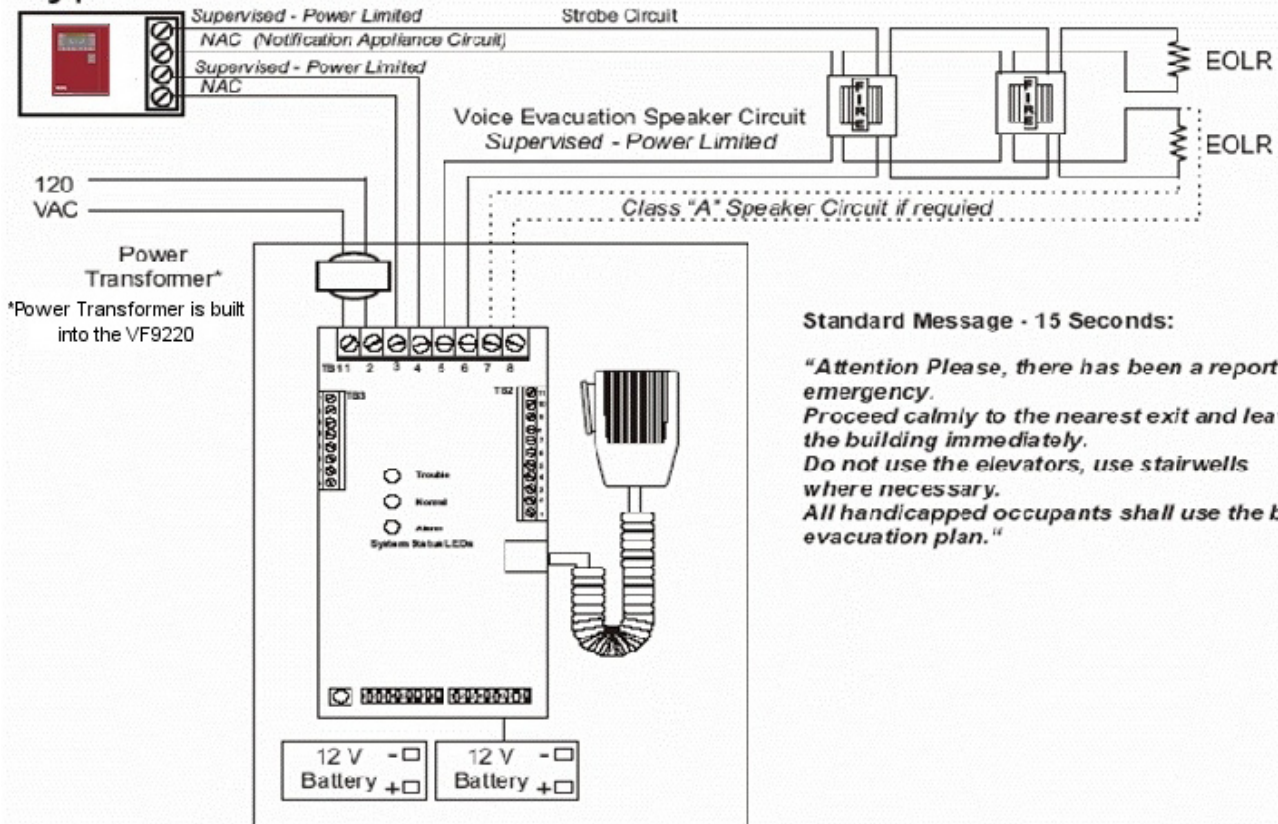 Supervised - Power Limited
Strobe Circuit
NAC (Notification Appliance Circuit)
Supervised - Power Limited
NAC
EOLR
FIRE
FIRE
Voice Evacuation Speaker Circuit
Supervised - Power Limited
EOLR
120
VAC
Class "A" Speaker Circuit if requied
Power
Transformer*
*Power Transformer is built
into the VF9220
Standard Message - 15 Seconds:
"Attention Please, there has been a report
emergency.
Proceed calmly to the nearest exit and lea
the building immediately.
Do not use the elevators, use stairwells
where necessary.
All handicapped occupants shall use the b
evacuation plan."
TB1 1 2 3 4 5 6 7 8
TB3
TB2
Trouble
Normal
Alarm
System Status LEDs
12 V -
Battery +
12 V -
Battery +